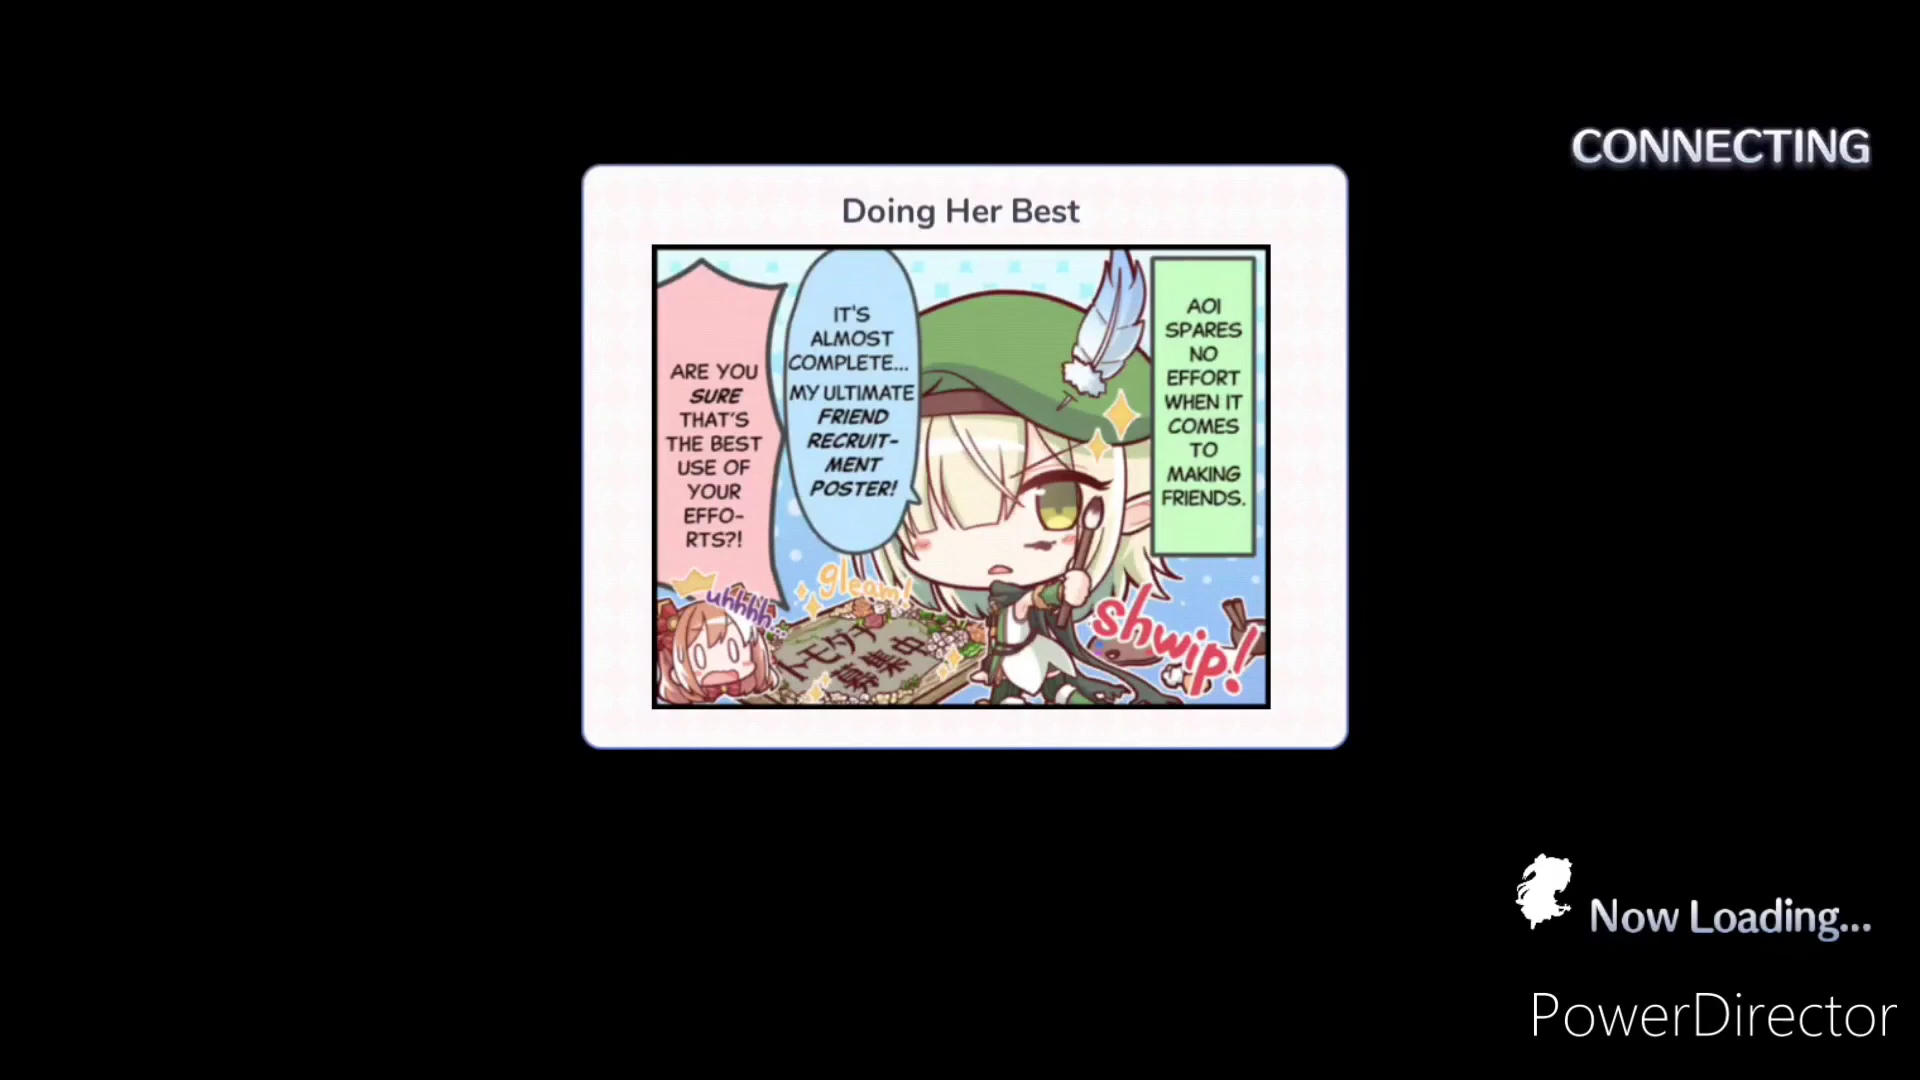 CONNECTING
Doing Her Best
AOI
SPARES
NO
EFFORT
WHEN IT
COMES
TO
MAKING
FRIENDS.
IT'S
ALMOST
COMPLETE...
MY ULTIMATE
FRIEND
RECRUIT-
MENT
POSTER!
ARE YOU
SURE
THAT'S
THE BEST
USE OF
YOUR
EFFO-
RTS?!
uhhhh...
gleam!
トモダチ
募集中
shwip!
Now Loading...
PowerDirector